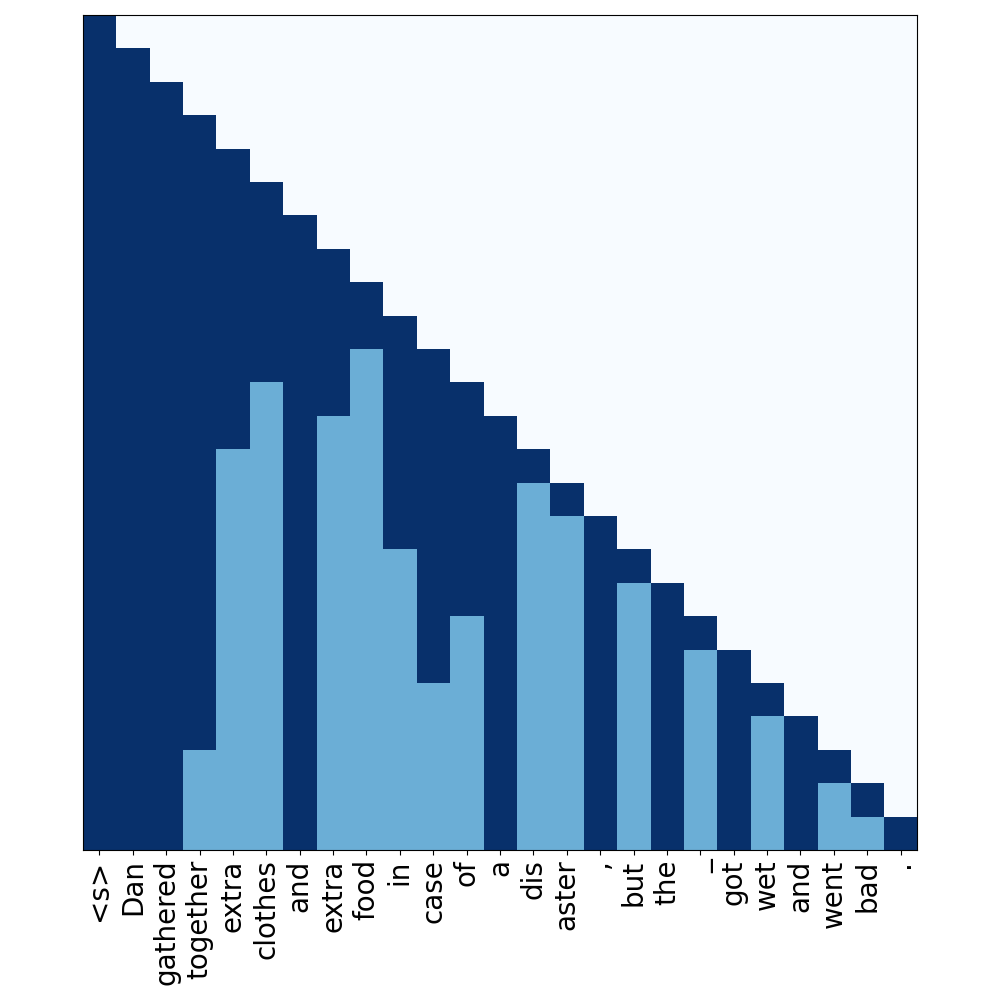 <s> Dan gathered together extra clothes and extra food in case of a dis aster , but the _ got wet and went bad .